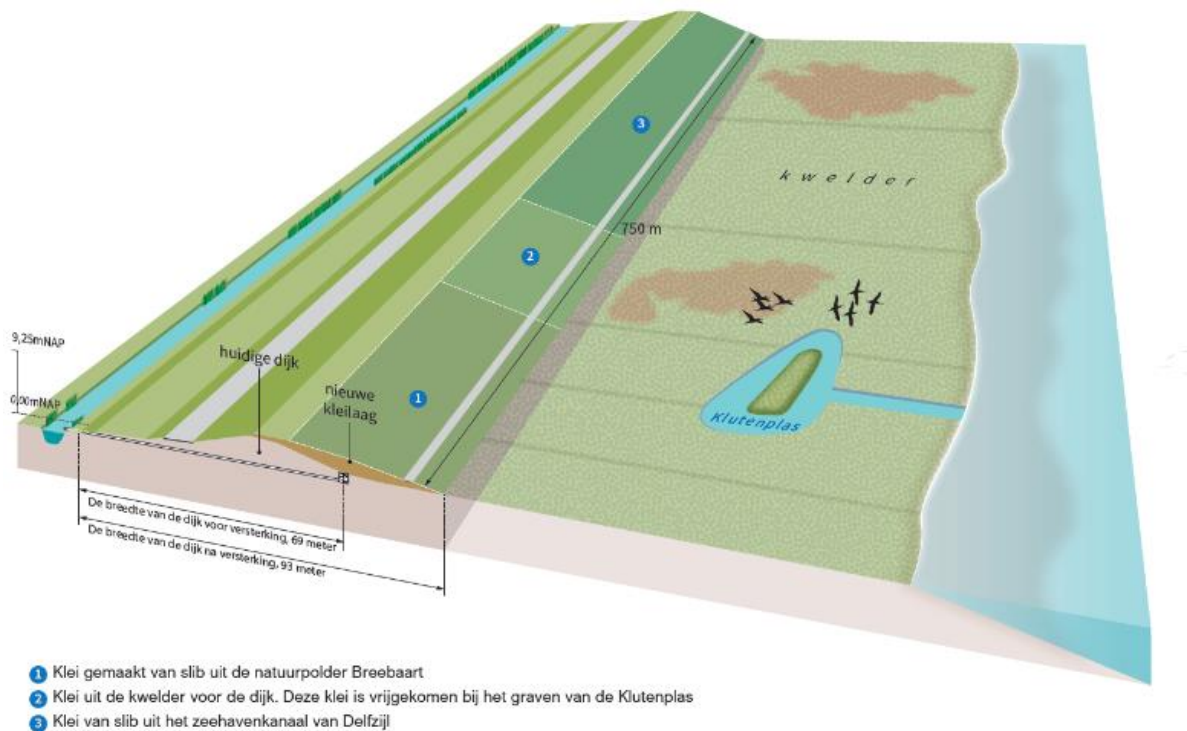 3
kwelder
750 m
2
9,25mNAP
huidige dijk
0,00mNAP
nieuwe
kleilaag
1
Klutenplas
De breedte van de dijk voor versterking, 69 meter
De breedte van de dijk na versterking, 93 meter
1 Klei gemaakt van slib uit de natuurpolder Breebaart
2 Klei uit de kwelder voor de dijk. Deze klei is vrijgekomen bij het graven van de Klutenplas
3 Klei van slib uit het zeehavenkanaal van Delfzijl